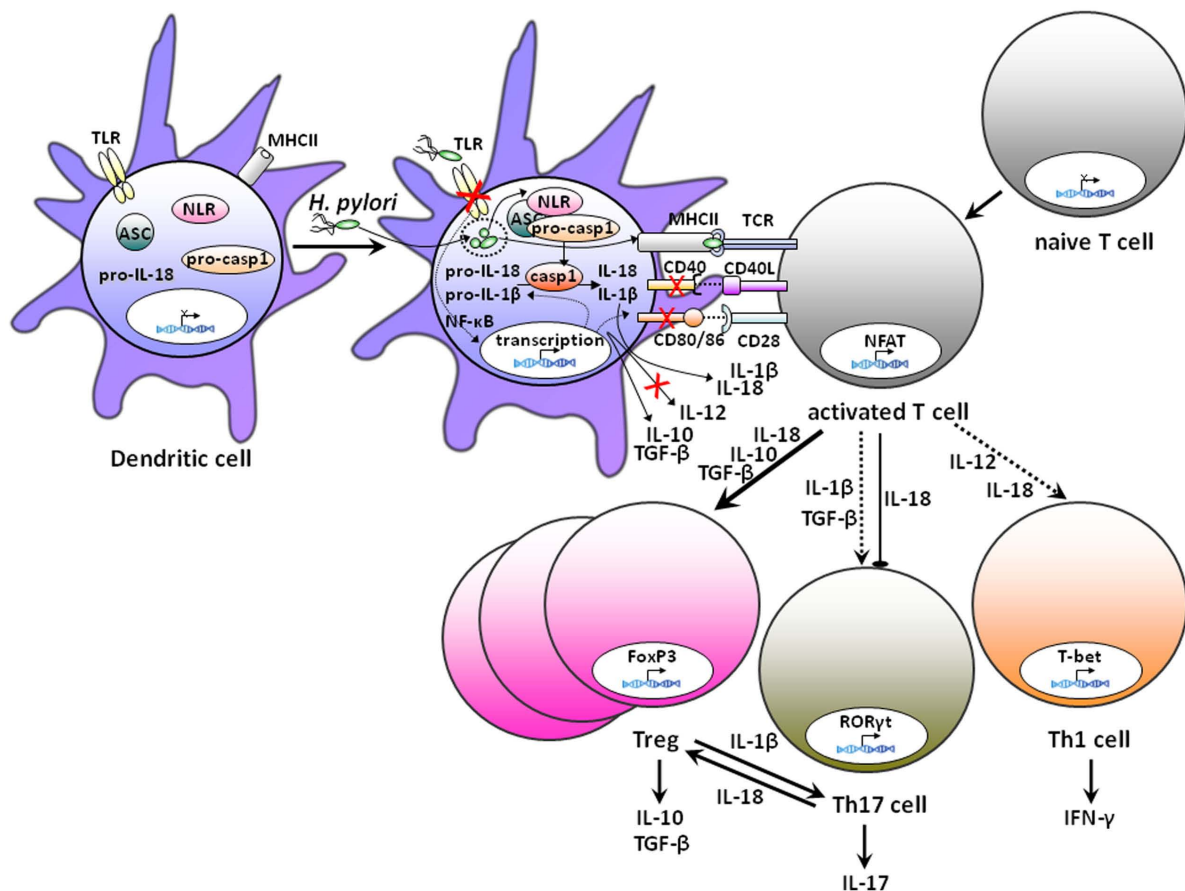 TLR
MHCII
NLR
ASC
pro-casp1
pro-IL-18
Dendritic cell
H. pylori
TLR
NLR
ASC
pro-casp1
pro-IL-18
pro-IL-1β
casp1
IL-18
IL-1β
NF-κB
transcription
MHCII
TCR
CD40
CD40L
CD80/86
CD28
IL-1β
IL-18
IL-12
IL-10
TGF-β
naive T cell
NFAT
activated T cell
IL-18
IL-10
TGF-β
IL-1β
TGF-β
IL-18
IL-12
IL-18
FoxP3
Treg
IL-10
TGF-β
IL-1β
IL-18
RORγt
Th17 cell
IL-17
T-bet
Th1 cell
IFN-γ